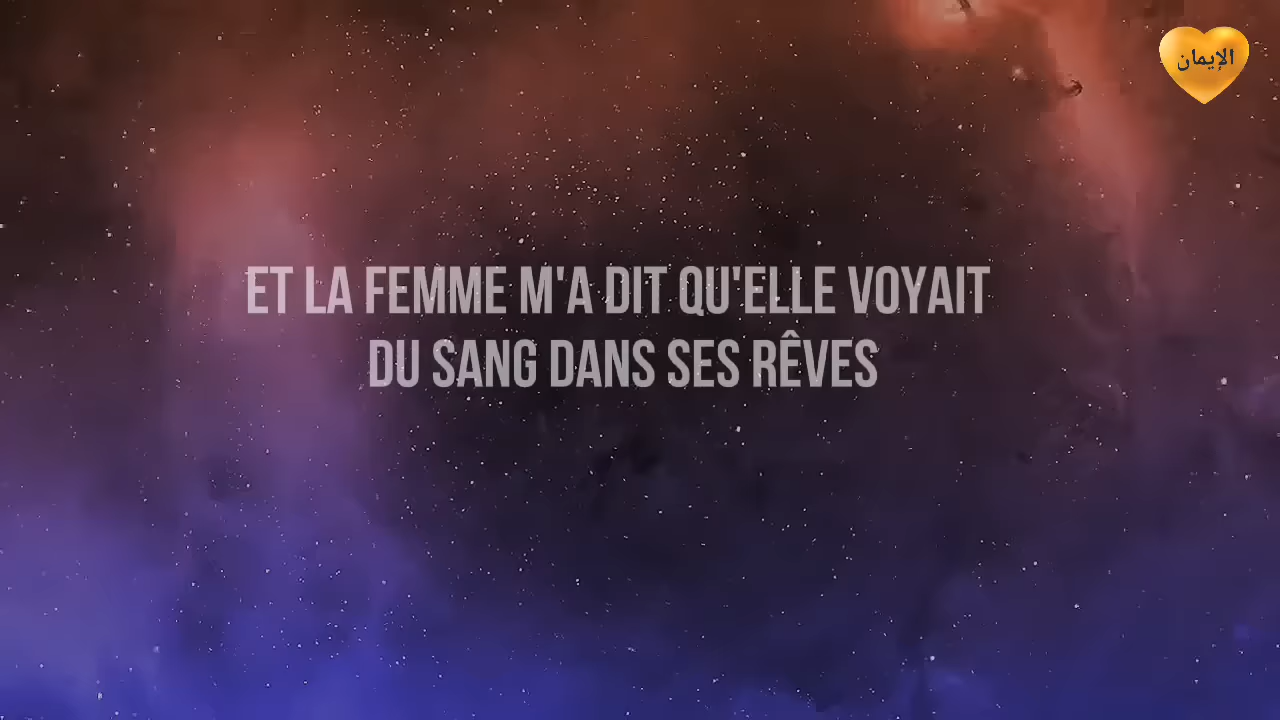 الإيمان
ET LA FEMME M'A DIT QU'ELLE VOYAIT
DU SANG DANS SES RÊVES